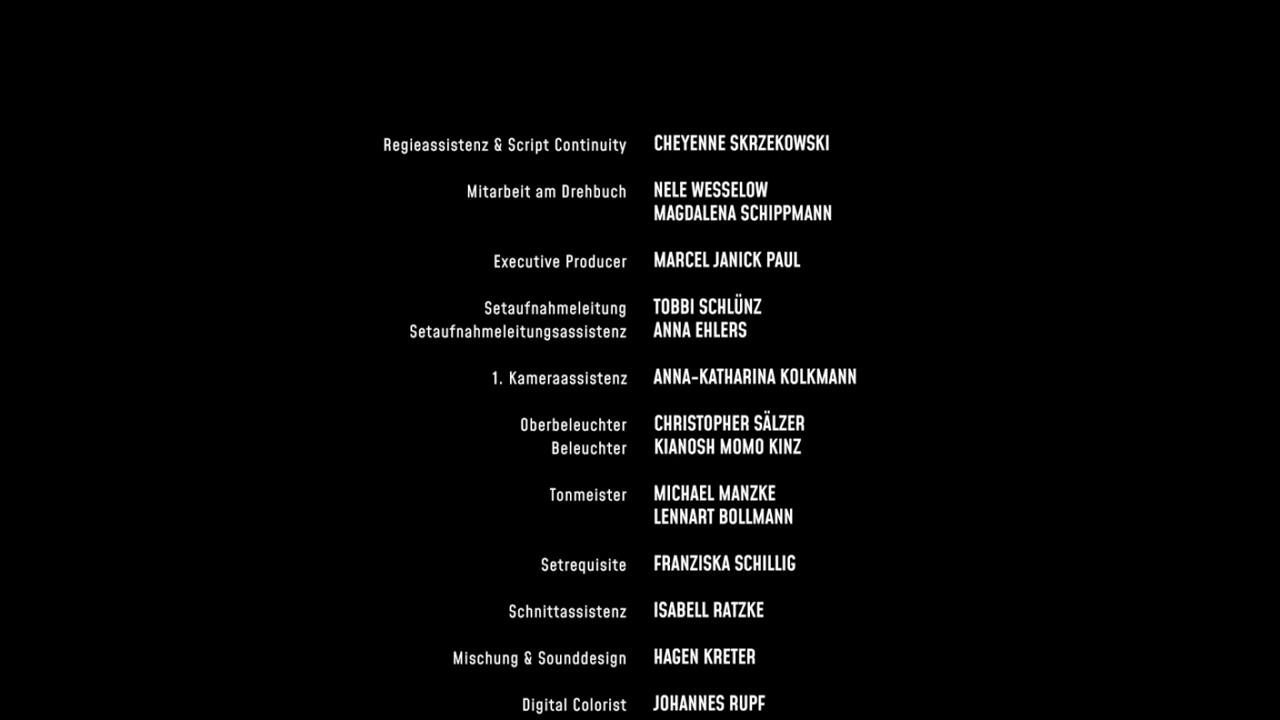 Regieassistenz & Script Continuity CHEYENNE SKRZEKOWSKI
Mitarbeit am Drehbuch NELE WESSELOW
MAGDALENA SCHIPPMANN
Executive Producer MARCEL JANICK PAUL
Setaufnahmeleitung TOBBI SCHLÜNZ
Setaufnahmeleitungsassistenz ANNA EHLERS
1. Kameraassistenz ANNA-KATHARINA KOLKMANN
Oberbeleuchter CHRISTOPHER SÄLZER
Beleuchter KIANOSH MOMO KINZ
Tonmeister MICHAEL MANZKE
LENNART BOLLMANN
Setrequisite FRANZISKA SCHILLIG
Schnittassistenz ISABELL RATZKE
Mischung & Sounddesign HAGEN KRETER
Digital Colorist JOHANNES RUPF